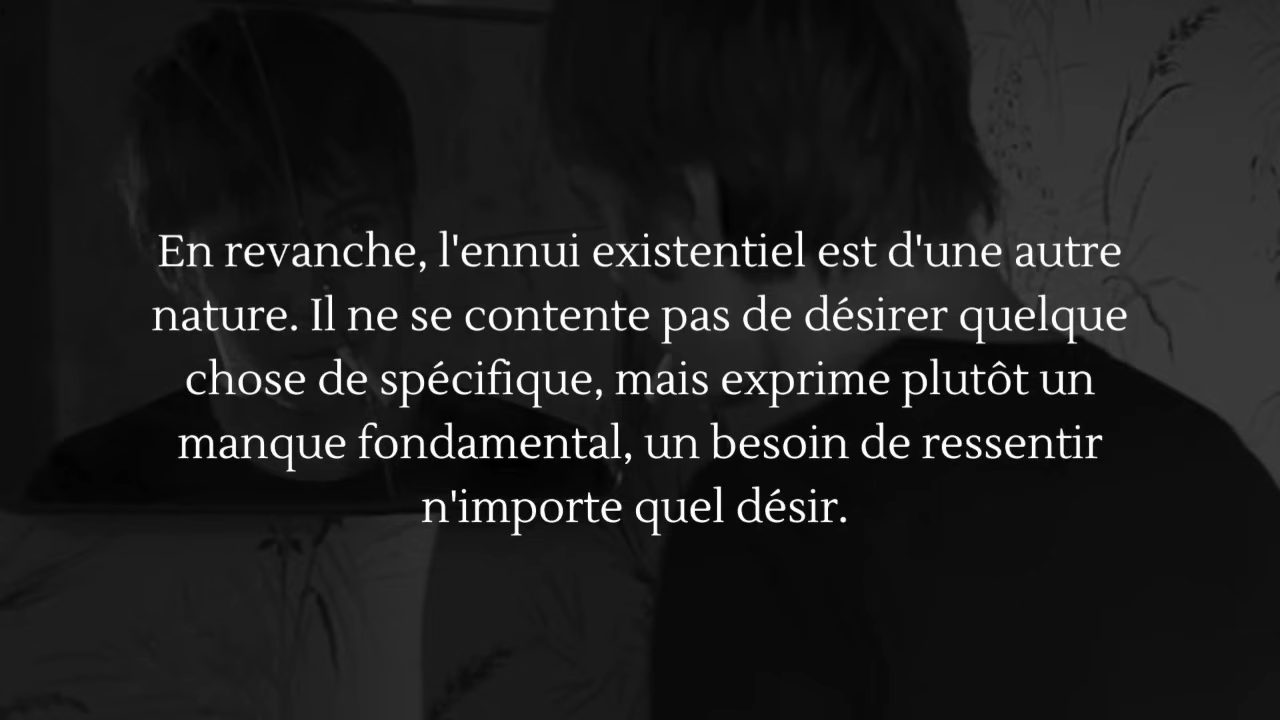 En revanche, l'ennui existentiel est d'une autre
nature. Il ne se contente pas de désirer quelque
chose de spécifique, mais exprime plutôt un
manque fondamental, un besoin de ressentir
n'importe quel désir.